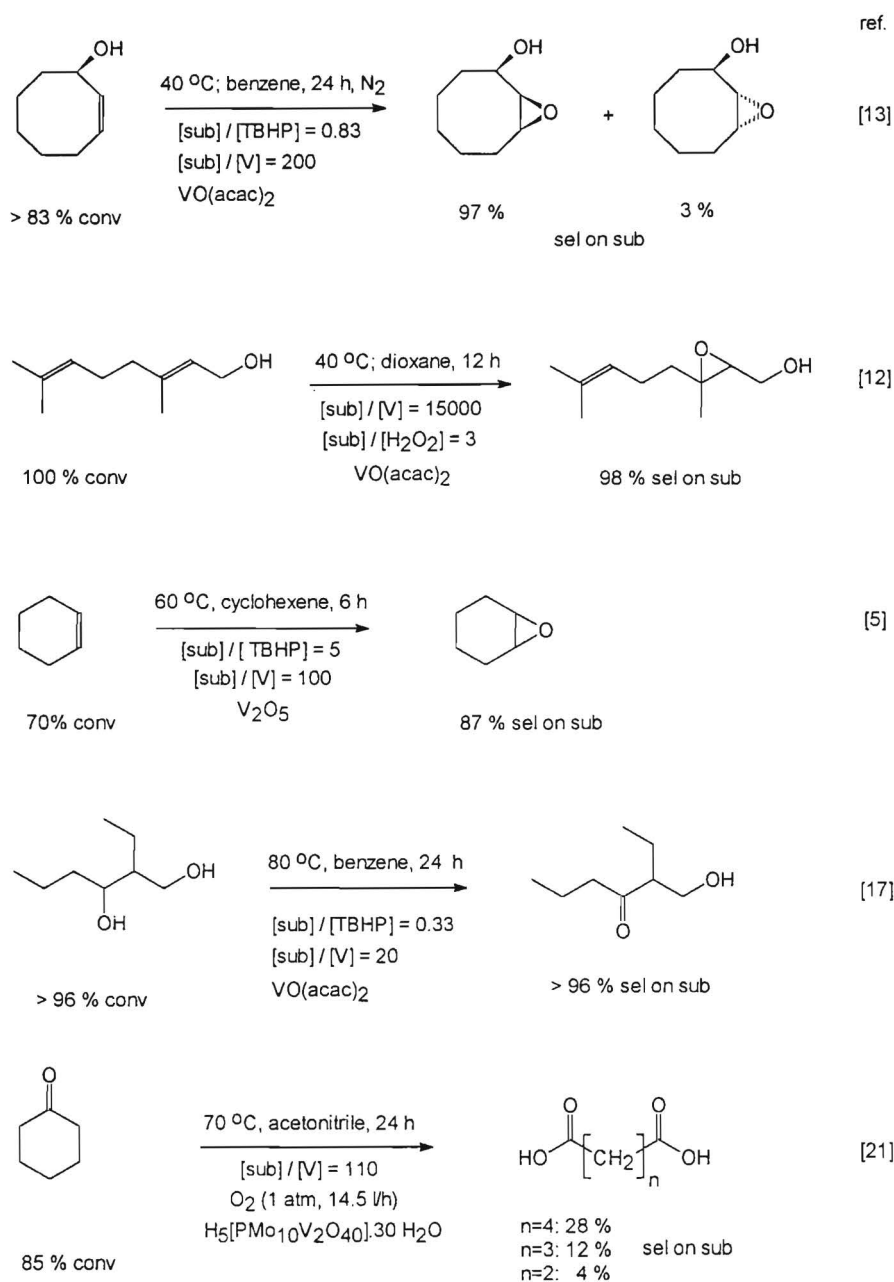 ref.
OH
40 °C; benzene, 24 h, N2
[sub] / [TBHP] = 0.83
[sub] / [V] = 200
VO(acac)2
> 83 % conv
OH
O
97 %
+
OH
O
3 %
sel on sub
[13]
OH
40 °C; dioxane, 12 h
[sub] / [V] = 15000
[sub] / [H2O2] = 3
VO(acac)2
100 % conv
O
OH
98 % sel on sub
[12]
60 °C, cyclohexene, 6 h
[sub] / [ TBHP] = 5
[sub] / [V] = 100
V2O5
70% conv
O
87 % sel on sub
[5]
OH
OH
80 °C, benzene, 24 h
[sub] / [TBHP] = 0.33
[sub] / [V] = 20
VO(acac)2
> 96 % conv
OH
O
> 96 % sel on sub
[17]
O
70 °C, acetonitrile, 24 h
[sub] / [V] = 110
O2 (1 atm, 14.5 l/h)
H5[PMo10V2O40].30 H2O
85 % conv
O O
HO [CH2]n OH
n=4: 28 %
n=3: 12 % sel on sub
n=2: 4 %
[21]